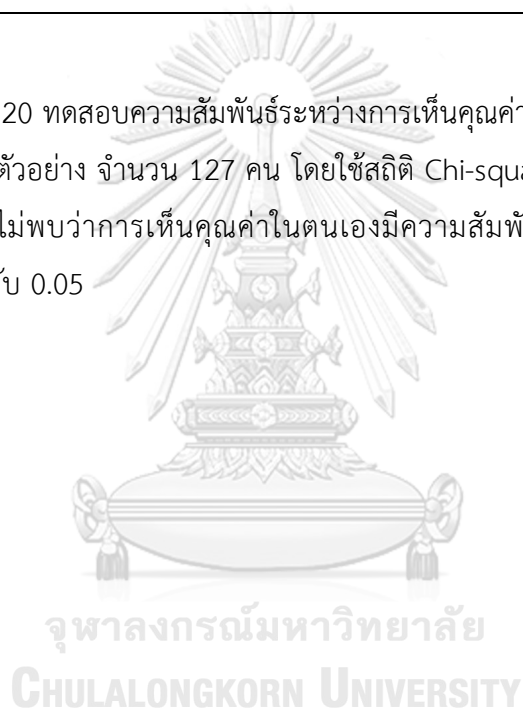 20 ทดสอบความสัมพันธ์ระหว่างการเห็นคุณค่า
ตัวอย่าง จำนวน 127 คน โดยใช้สถิติ Chi-squa
ไม่พบว่าการเห็นคุณค่าในตนเองมีความสัมพัน
ับ 0.05
จุฬาลงกรณ์มหาวิทยาลัย
CHULALONGKORN UNIVERSITY